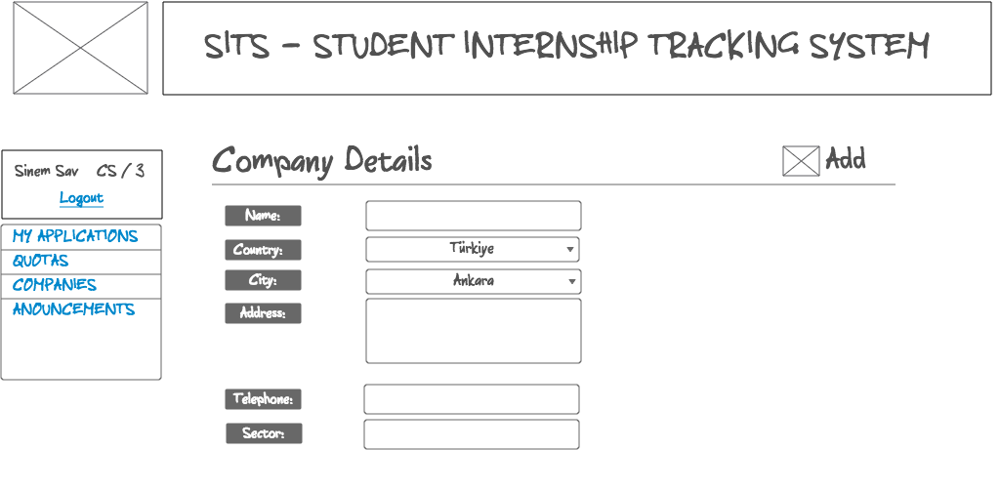 SITS - STUDENT INTERNSHIP TRACKING SYSTEM
Sinem Sav CS / 3
Logout
MY APPLICATIONS
QUOTAS
COMPANIES
ANOUNCEMENTS
Company Details
Add
Name:
Country: Türkiye
City: Ankara
Address:
Telephone:
Sector: